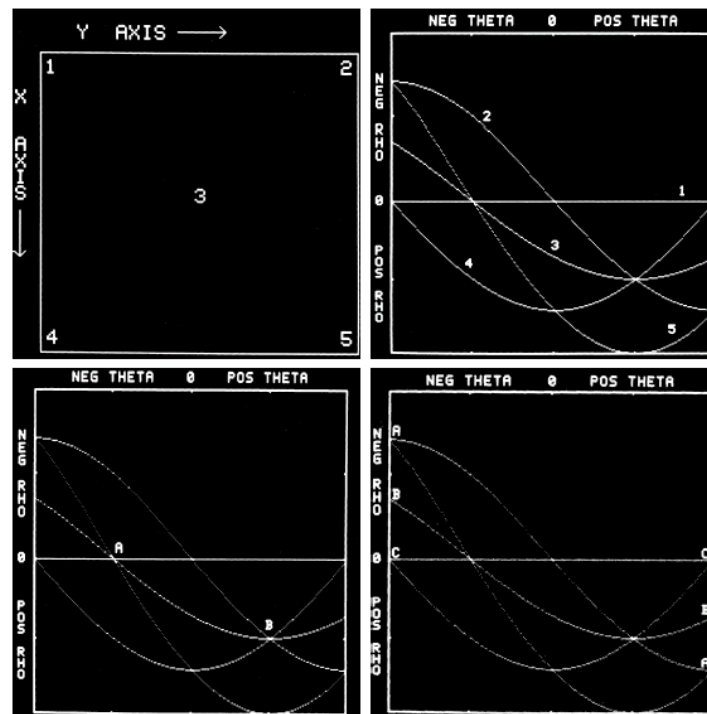 Y AXIS →
1 2
X AXIS →
3
4 5
NEG THETA 0 POS THETA
NEG RHO 0 POS RHO
2
1
3
4
5
NEG THETA 0 POS THETA
NEG RHO 0 POS RHO
A
B
NEG THETA 0 POS THETA
NEG RHO 0 POS RHO
A
B
C C
B
A